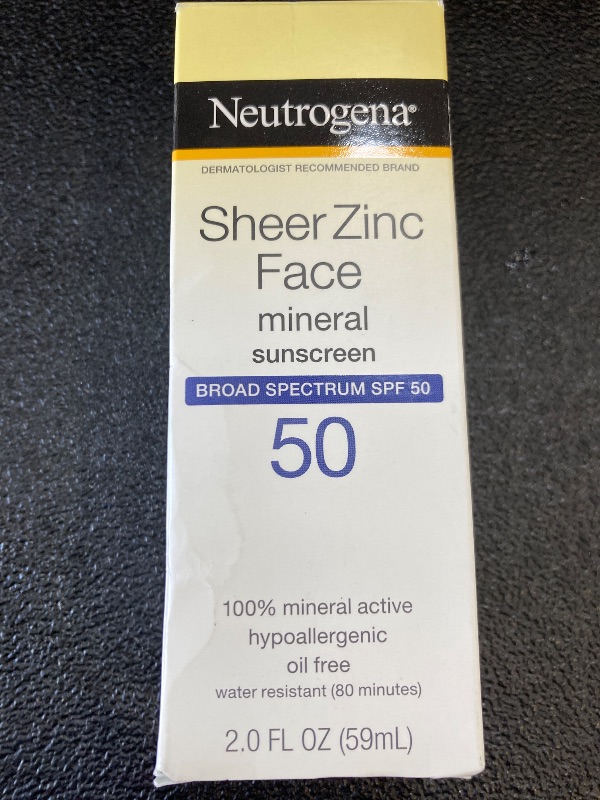 Neutrogena®
DERMATOLOGIST RECOMMENDED BRAND
Sheer Zinc
Face
mineral
sunscreen
BROAD SPECTRUM SPF 50
50
100% mineral active
hypoallergenic
oil free
water resistant (80 minutes)
2.0 FL OZ (59mL)